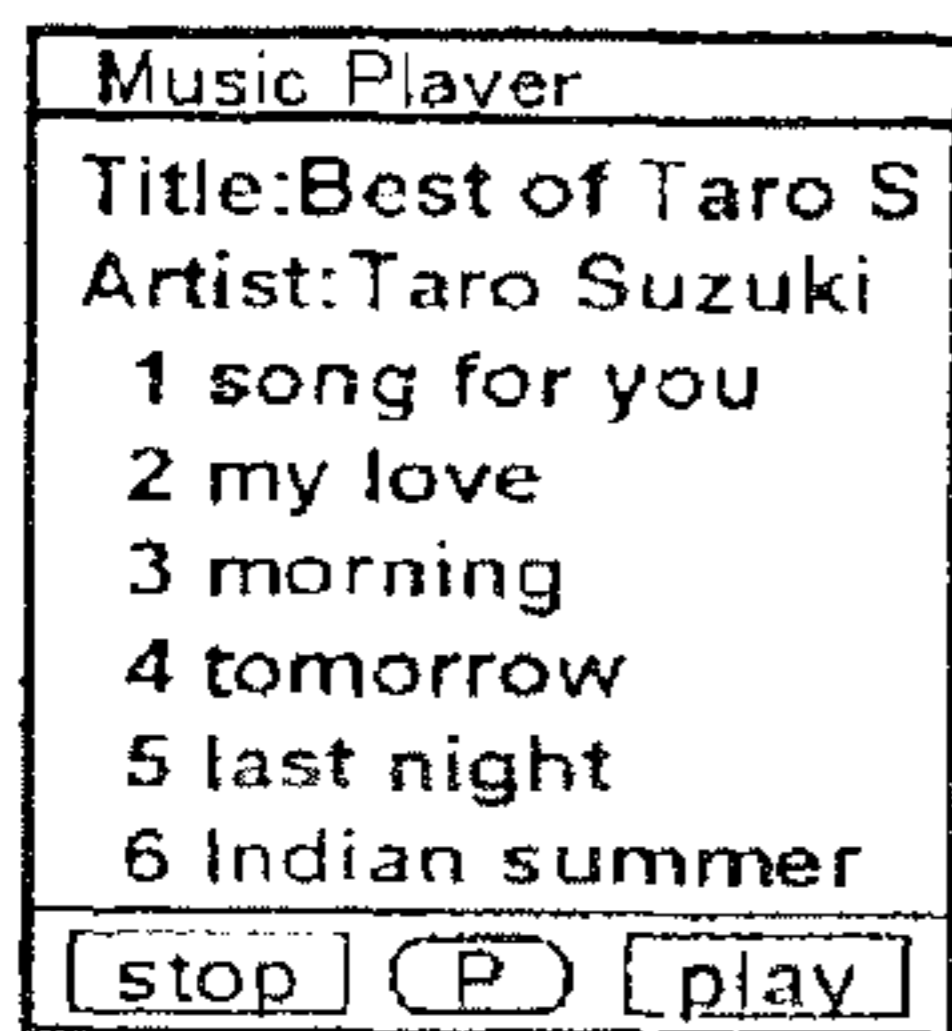 Music Player
Title:Best of Taro S
Artist:Taro Suzuki
1 song for you
2 my love
3 morning
4 tomorrow
5 last night
6 Indian summer
stop P play